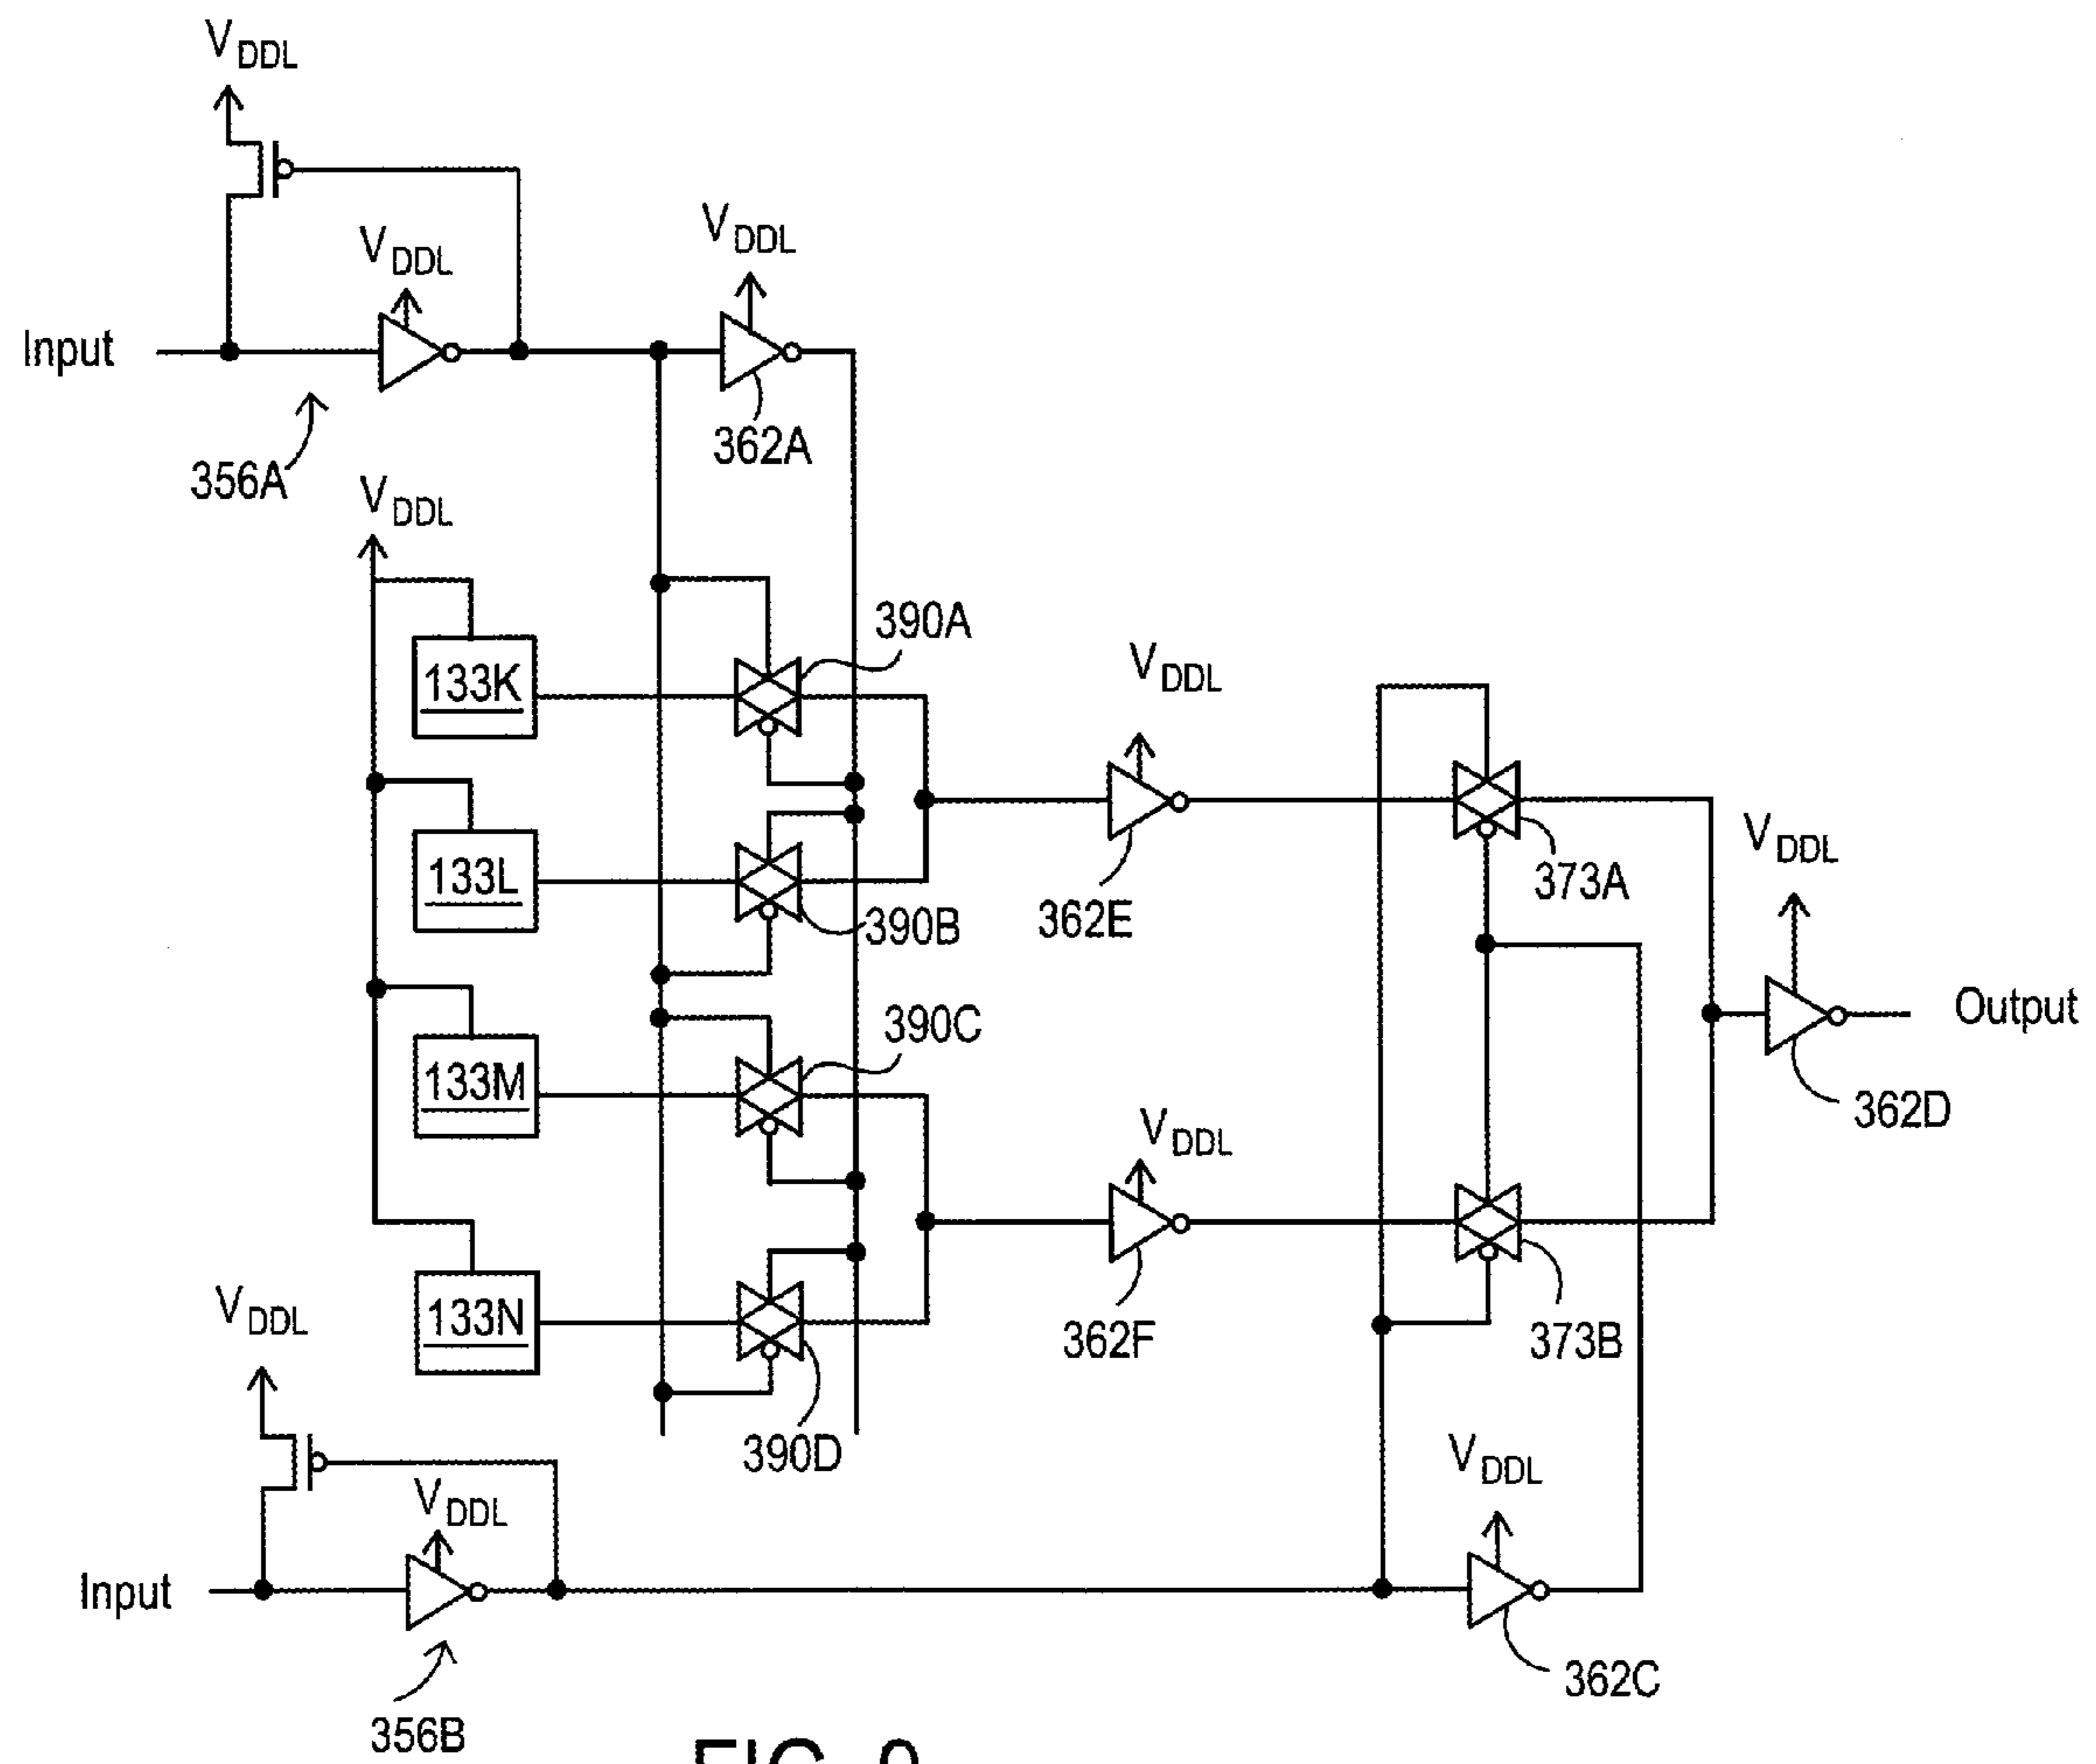 VDDL
VDDL
VDDL
Input
362A
356A
VDDL
390A
133K
VDDL
133L
390B
362E
373A
VDDL
390C
Output
133M
362D
VDDL
133N
362F
373B
VDDL
390D
VDDL
VDDL
Input
362C
356B